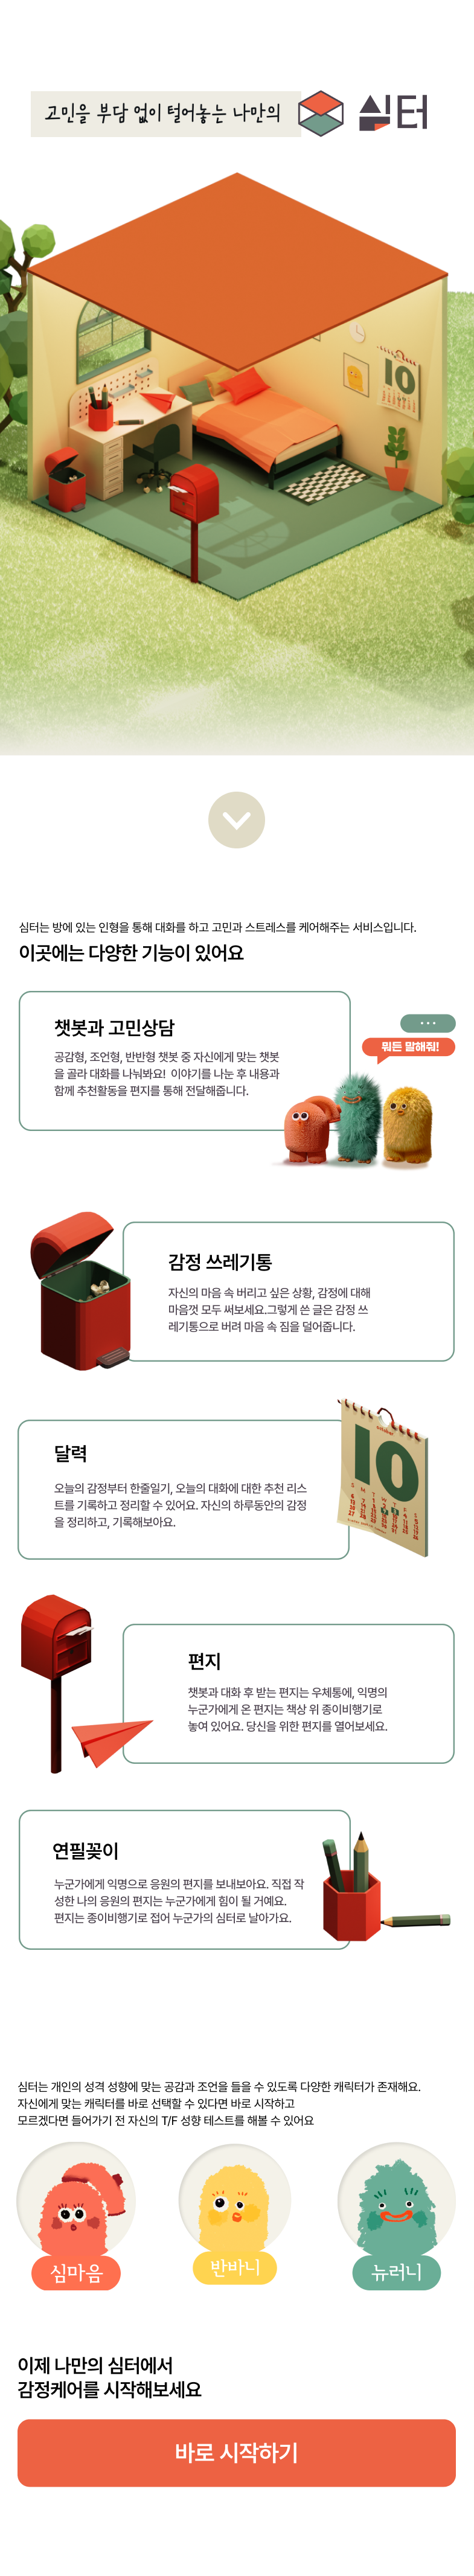 고민을 부담 없이 털어놓는 나만의 심터
10
심터는 방에 있는 인형을 통해 대화를 하고 고민과 스트레스를 케어해주는 서비스입니다.
이곳에는 다양한 기능이 있어요
챗봇과 고민상담
공감형, 조언형, 반반형 챗봇 중 자신에게 맞는 챗봇
을 골라 대화를 나눠봐요! 이야기를 나눈 후 내용과
함께 추천활동을 편지를 통해 전달해줍니다.
...
뭐든 말해줘!
감정 쓰레기통
자신의 마음 속 버리고 싶은 상황, 감정에 대해
마음껏 모두 써보세요.그렇게 쓴 글은 감정 쓰
레기통으로 버려 마음 속 짐을 덜어줍니다.
달력
오늘의 감정부터 한줄일기, 오늘의 대화에 대한 추천 리스
트를 기록하고 정리할 수 있어요. 자신의 하루동안의 감정
을 정리하고, 기록해보아요.
october
10
편지
챗봇과 대화 후 받는 편지는 우체통에, 익명의
누군가에게 온 편지는 책상 위 종이비행기로
놓여 있어요. 당신을 위한 편지를 열어보세요.
연필꽂이
누군가에게 익명으로 응원의 편지를 보내보아요. 직접 작
성한 나의 응원의 편지는 누군가에게 힘이 될 거예요.
편지는 종이비행기로 접어 누군가의 심터로 날아가요.
심터는 개인의 성격 성향에 맞는 공감과 조언을 들을 수 있도록 다양한 캐릭터가 존재해요.
자신에게 맞는 캐릭터를 바로 선택할 수 있다면 바로 시작하고
모르겠다면 들어가기 전 자신의 T/F 성향 테스트를 해볼 수 있어요
심마음
반바니
뉴러니
이제 나만의 심터에서
감정케어를 시작해보세요
바로 시작하기